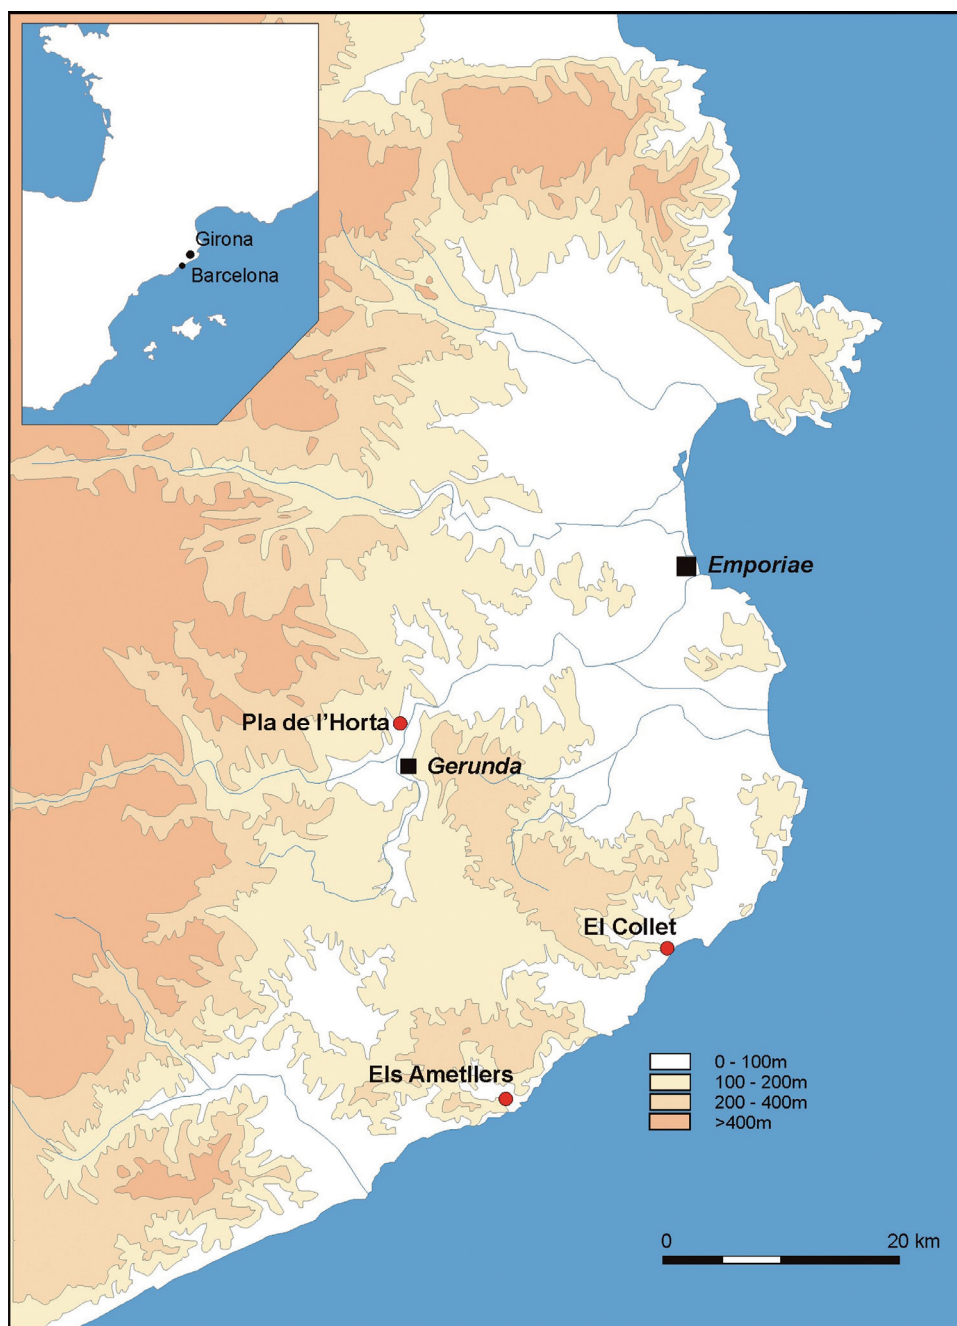 Girona
Barcelona
Emporiae
Pla de l’Horta
Gerunda
El Collet
Els Ametllers
0 - 100m
100 - 200m
200 - 400m
>400m
0 20 km